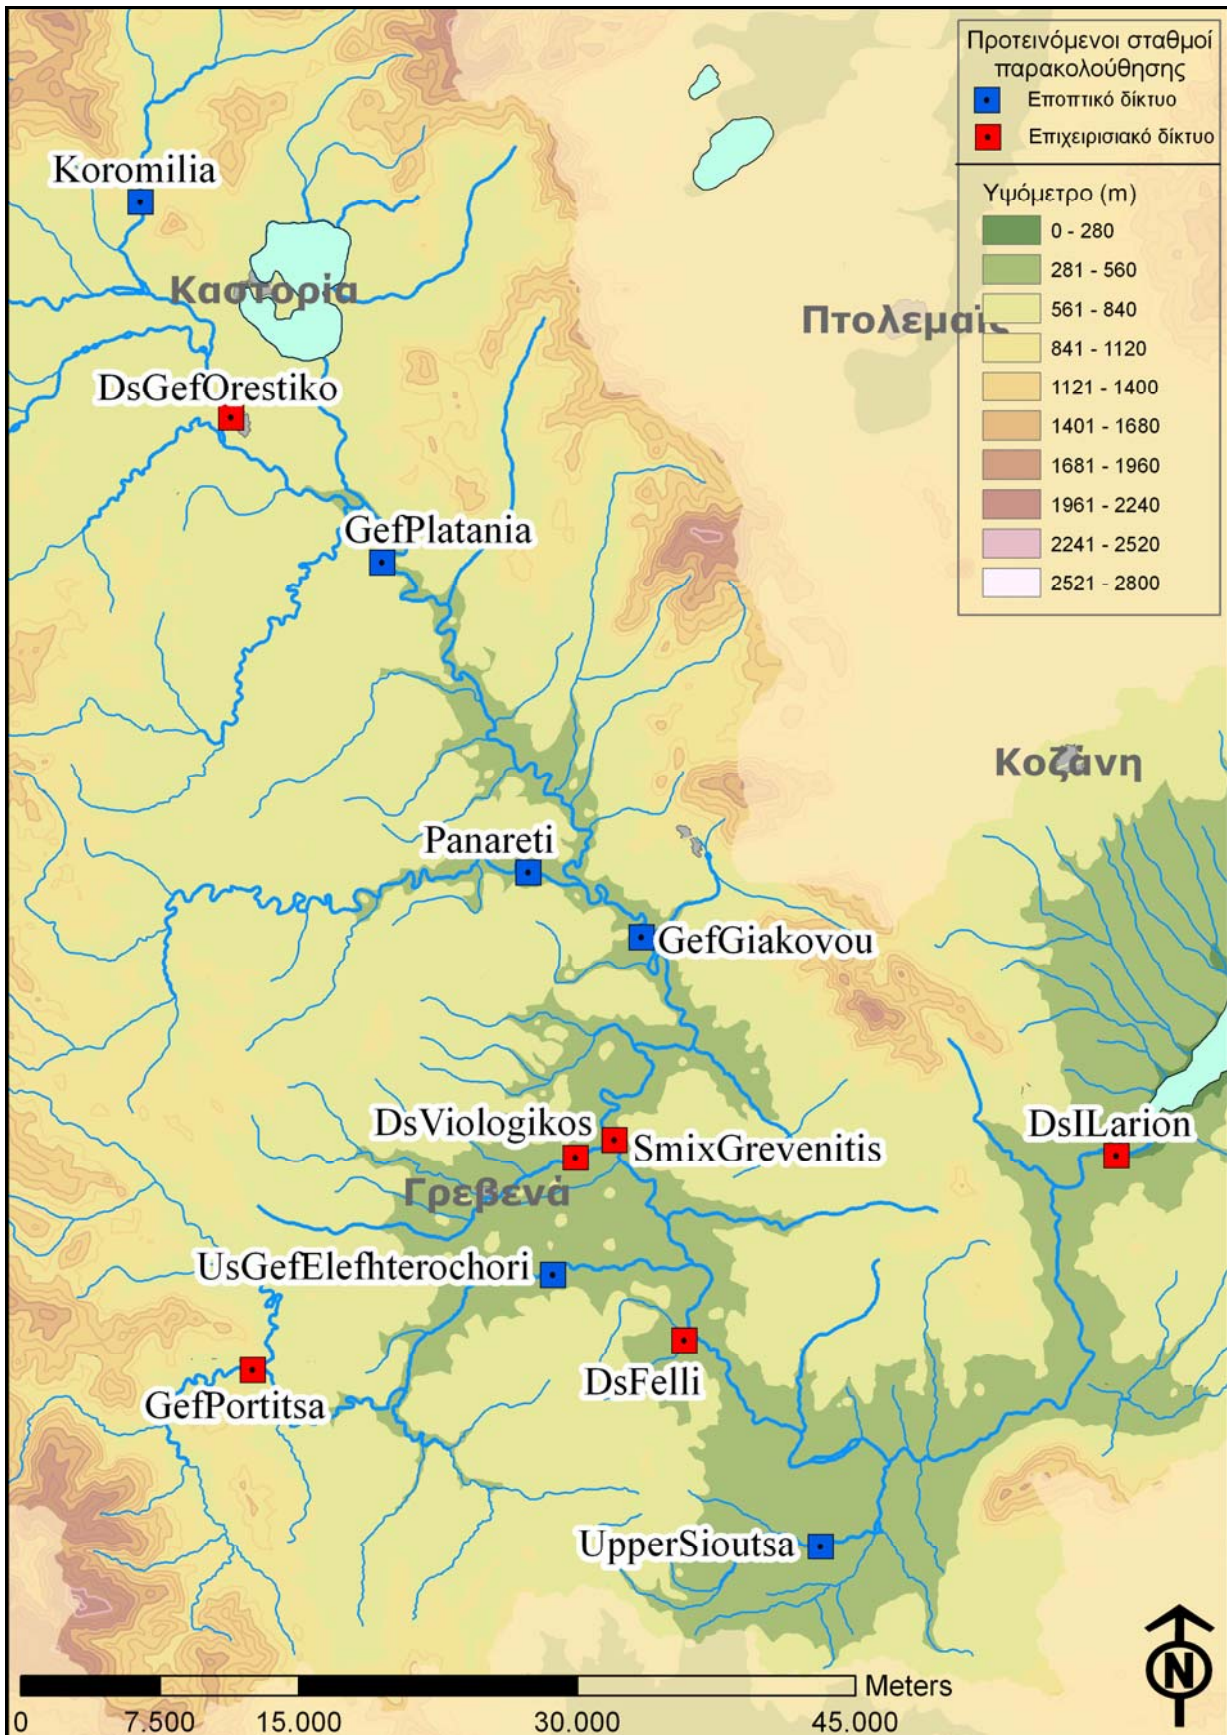 Προτεινόμενοι σταθμοί
παρακολούθησης
Εποπτικό δίκτυο
Επιχειρισιακό δίκτυο
Υψόμετρο (m)
0 - 280
281 - 560
561 - 840
841 - 1120
1121 - 1400
1401 - 1680
1681 - 1960
1961 - 2240
2241 - 2520
2521 - 2800
Koromilia
Καστορία
Πτολεμαΐς
DsGefOrestiko
GefPlatania
Κοζάνη
Panareti
GefGiakovou
DsViologikos
SmixGrevenitis
DsILarion
Γρεβενά
UsGefElefhterochori
DsFelli
GefPortitsa
UpperSioutsa
Meters
0 7.500 15.000 30.000 45.000
N